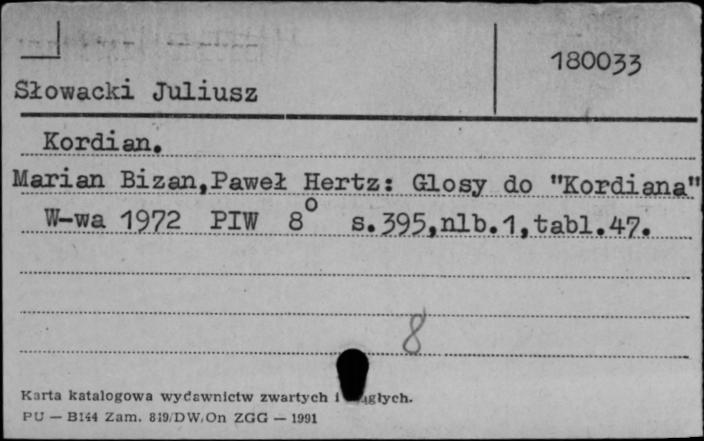 180033
Słowacki Juliusz
Kordian.
Marian Bizan,Paweł Hertz: Glosy do "Kordiana"
W-wa 1972 PIW 8° s.395,nlb.1,tabl.47.
8
Karta katalogowa wydawnictw zwartych i
PU — B144 Zam. 819/DW/On ZGG — 1991